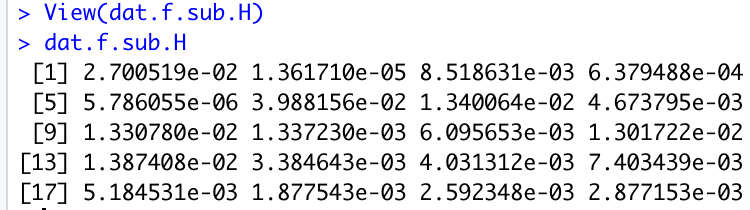 > View(dat.f.sub.H)
> dat.f.sub.H
[1] 2.700519e-02 1.361710e-05 8.518631e-03 6.379488e-04
[5] 5.786055e-06 3.988156e-02 1.340064e-02 4.673795e-03
[9] 1.330780e-02 1.337230e-03 6.095653e-03 1.301722e-02
[13] 1.387408e-02 3.384643e-03 4.031312e-03 7.403439e-03
[17] 5.184531e-03 1.877543e-03 2.592348e-03 2.877153e-03